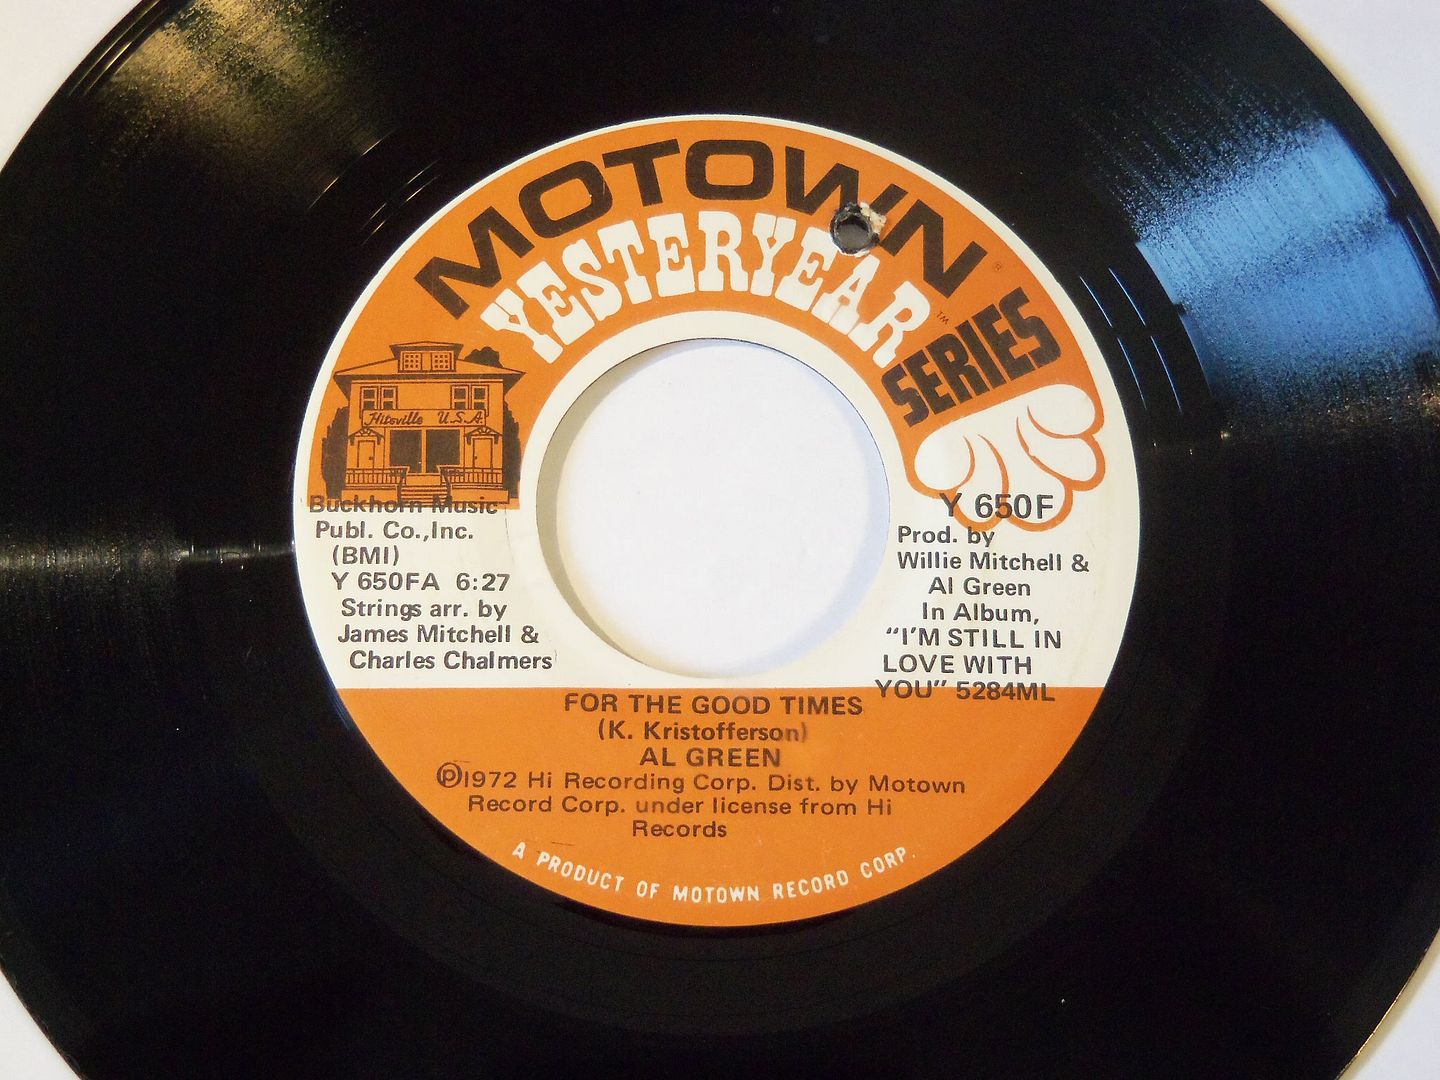 MOTOWN®
YESTERYEAR™
SERIES
Hitsville U.S.A.
Buckhorn Music
Publ. Co.,Inc.
(BMI)
Y 650FA 6:27
Strings arr. by
James Mitchell &
Charles Chalmers
Y 650F
Prod. by
Willie Mitchell &
Al Green
In Album,
"I'M STILL IN
LOVE WITH
YOU" 5284ML
FOR THE GOOD TIMES
(K. Kristofferson)
AL GREEN
℗1972 Hi Recording Corp. Dist. by Motown
Record Corp. under license from Hi
Records
A PRODUCT OF MOTOWN RECORD CORP.